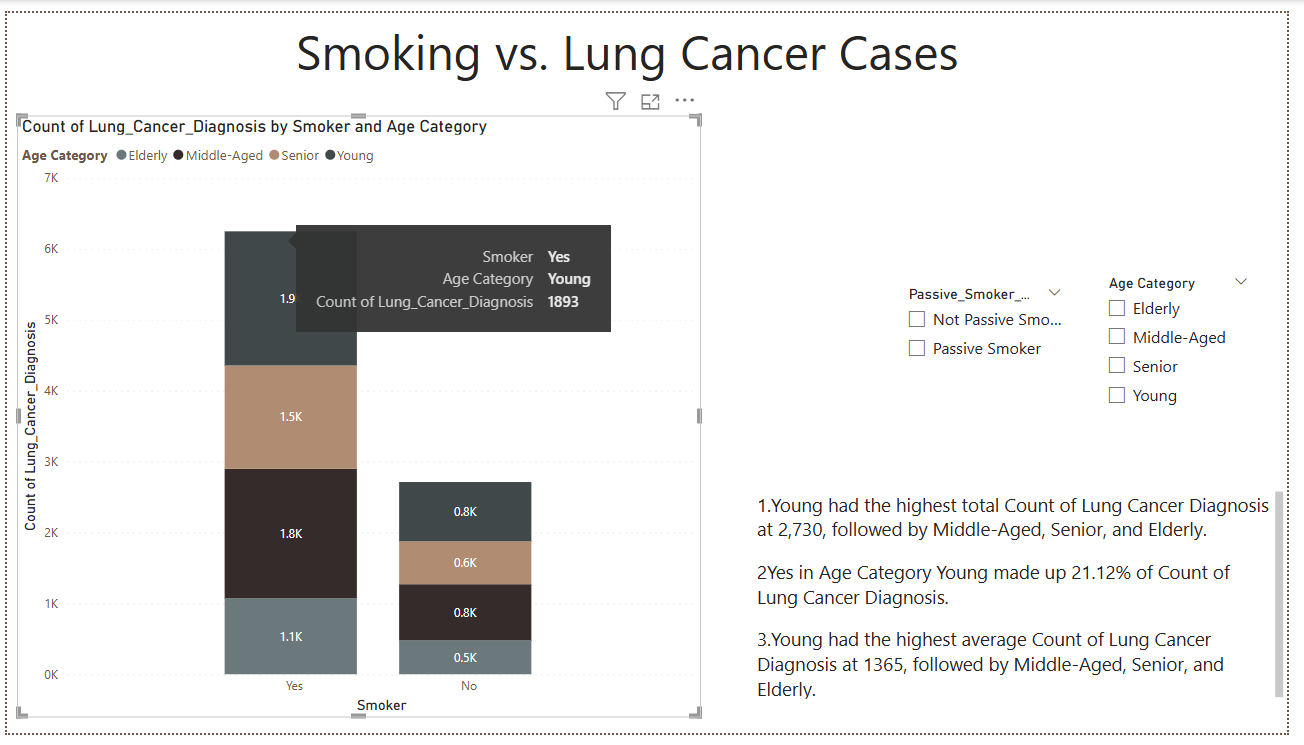 Smoking vs. Lung Cancer Cases
Count of Lung_Cancer_Diagnosis by Smoker and Age Category
Age Category Elderly Middle-Aged Senior Young
7K
6K
5K
4K
3K
2K
1K
0K
Count of Lung_Cancer_Diagnosis
1.9
1.5K
1.8K
1.1K
0.8K
0.6K
0.8K
0.5K
Smoker Yes
Age Category Young
Count of Lung_Cancer_Diagnosis 1893
Yes No
Smoker
Passive_Smoker_...
Not Passive Smo...
Passive Smoker
Age Category
Elderly
Middle-Aged
Senior
Young
1.Young had the highest total Count of Lung Cancer Diagnosis
at 2,730, followed by Middle-Aged, Senior, and Elderly.
2Yes in Age Category Young made up 21.12% of Count of
Lung Cancer Diagnosis.
3.Young had the highest average Count of Lung Cancer
Diagnosis at 1365, followed by Middle-Aged, Senior, and
Elderly.